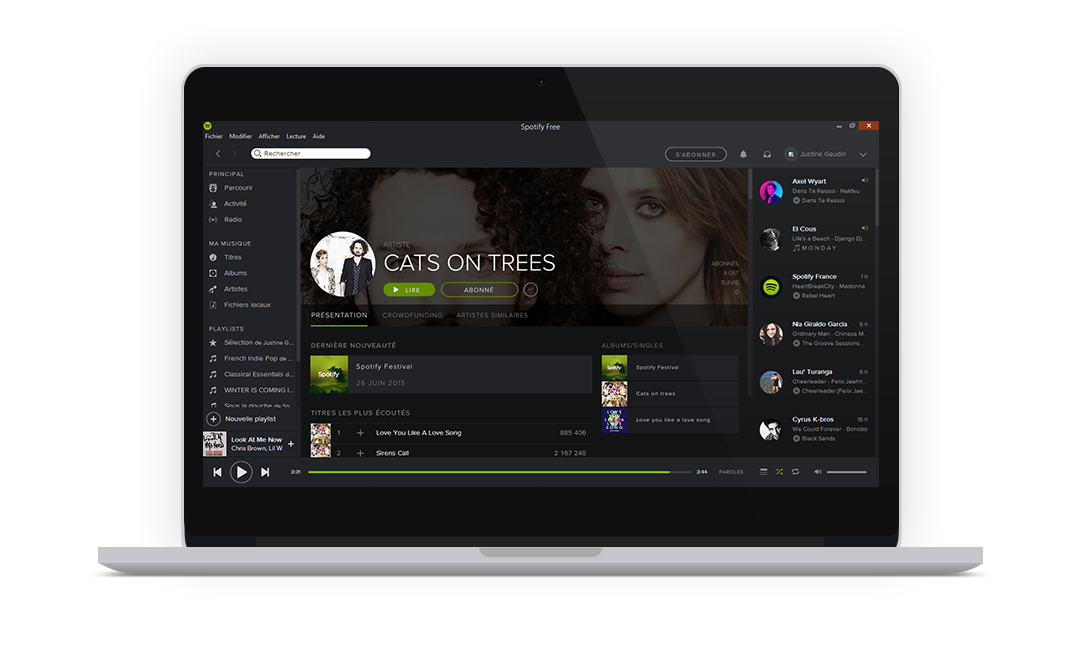 Spotify Free
Fichier Modifier Afficher Lecture Aide
Rechercher
S'ABONNER
Justine Gaudin
PRINCIPAL
Parcourir
Activité
Radio
MA MUSIQUE
Titres
Albums
Artistes
Fichiers locaux
PLAYLISTS
Sélection de Justine G...
French Indie Pop de ...
Classical Essentials d...
WINTER IS COMING I...
Sous la douche de So...
Nouvelle playlist
Look At Me Now
Chris Brown, Lil W
ARTISTE
CATS ON TREES
LIRE
ABONNÉ
ABONNÉS
8 057
SUIVIS
0
PRÉSENTATION
CROWDFUNDING
ARTISTES SIMILAIRES
DERNIÈRE NOUVEAUTÉ
Spotify
Spotify Festival
26 JUIN 2015
TITRES LES PLUS ÉCOUTÉS
1 Love You Like A Love Song 885 406
2 Sirens Call 2 167 248
ALBUMS/SINGLES
Spotify
Spotify Festival
Cats on trees
Love you like a love song
Axel Wyart
Dans Ta Ressoi - Nekfeu
Dans Ta Ressoi
El Cous
Life's a Beach - Django Dj...
MONDAY
Spotify France 1 h
HeartBreakCity - Madonna
Rebel Heart
Nia Giraldo Garcia 5 h
Ordinary Man - Chinese M...
The Groove Sessions ...
Lau' Turanga 5 h
Cheerleader - Felix Jaehn...
Cheerleader (Felix Jae...
Cyrus K-bros 15 h
We Could Forever - Bonobo
Black Sands
3:31
3:44
PAROLES